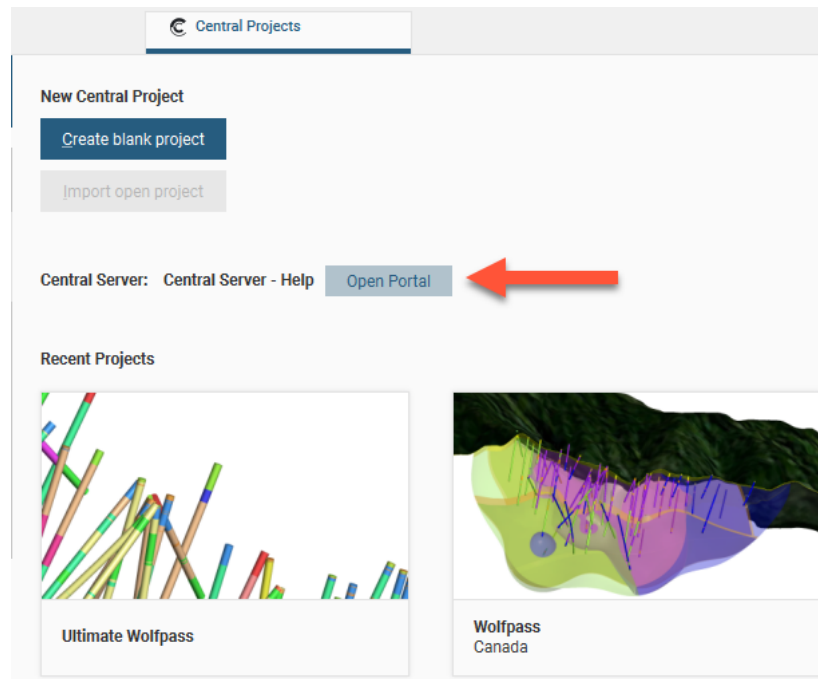 Central Projects
New Central Project
Create blank project
Import open project
Central Server: Central Server - Help Open Portal
Recent Projects
Ultimate Wolfpass
Wolfpass
Canada